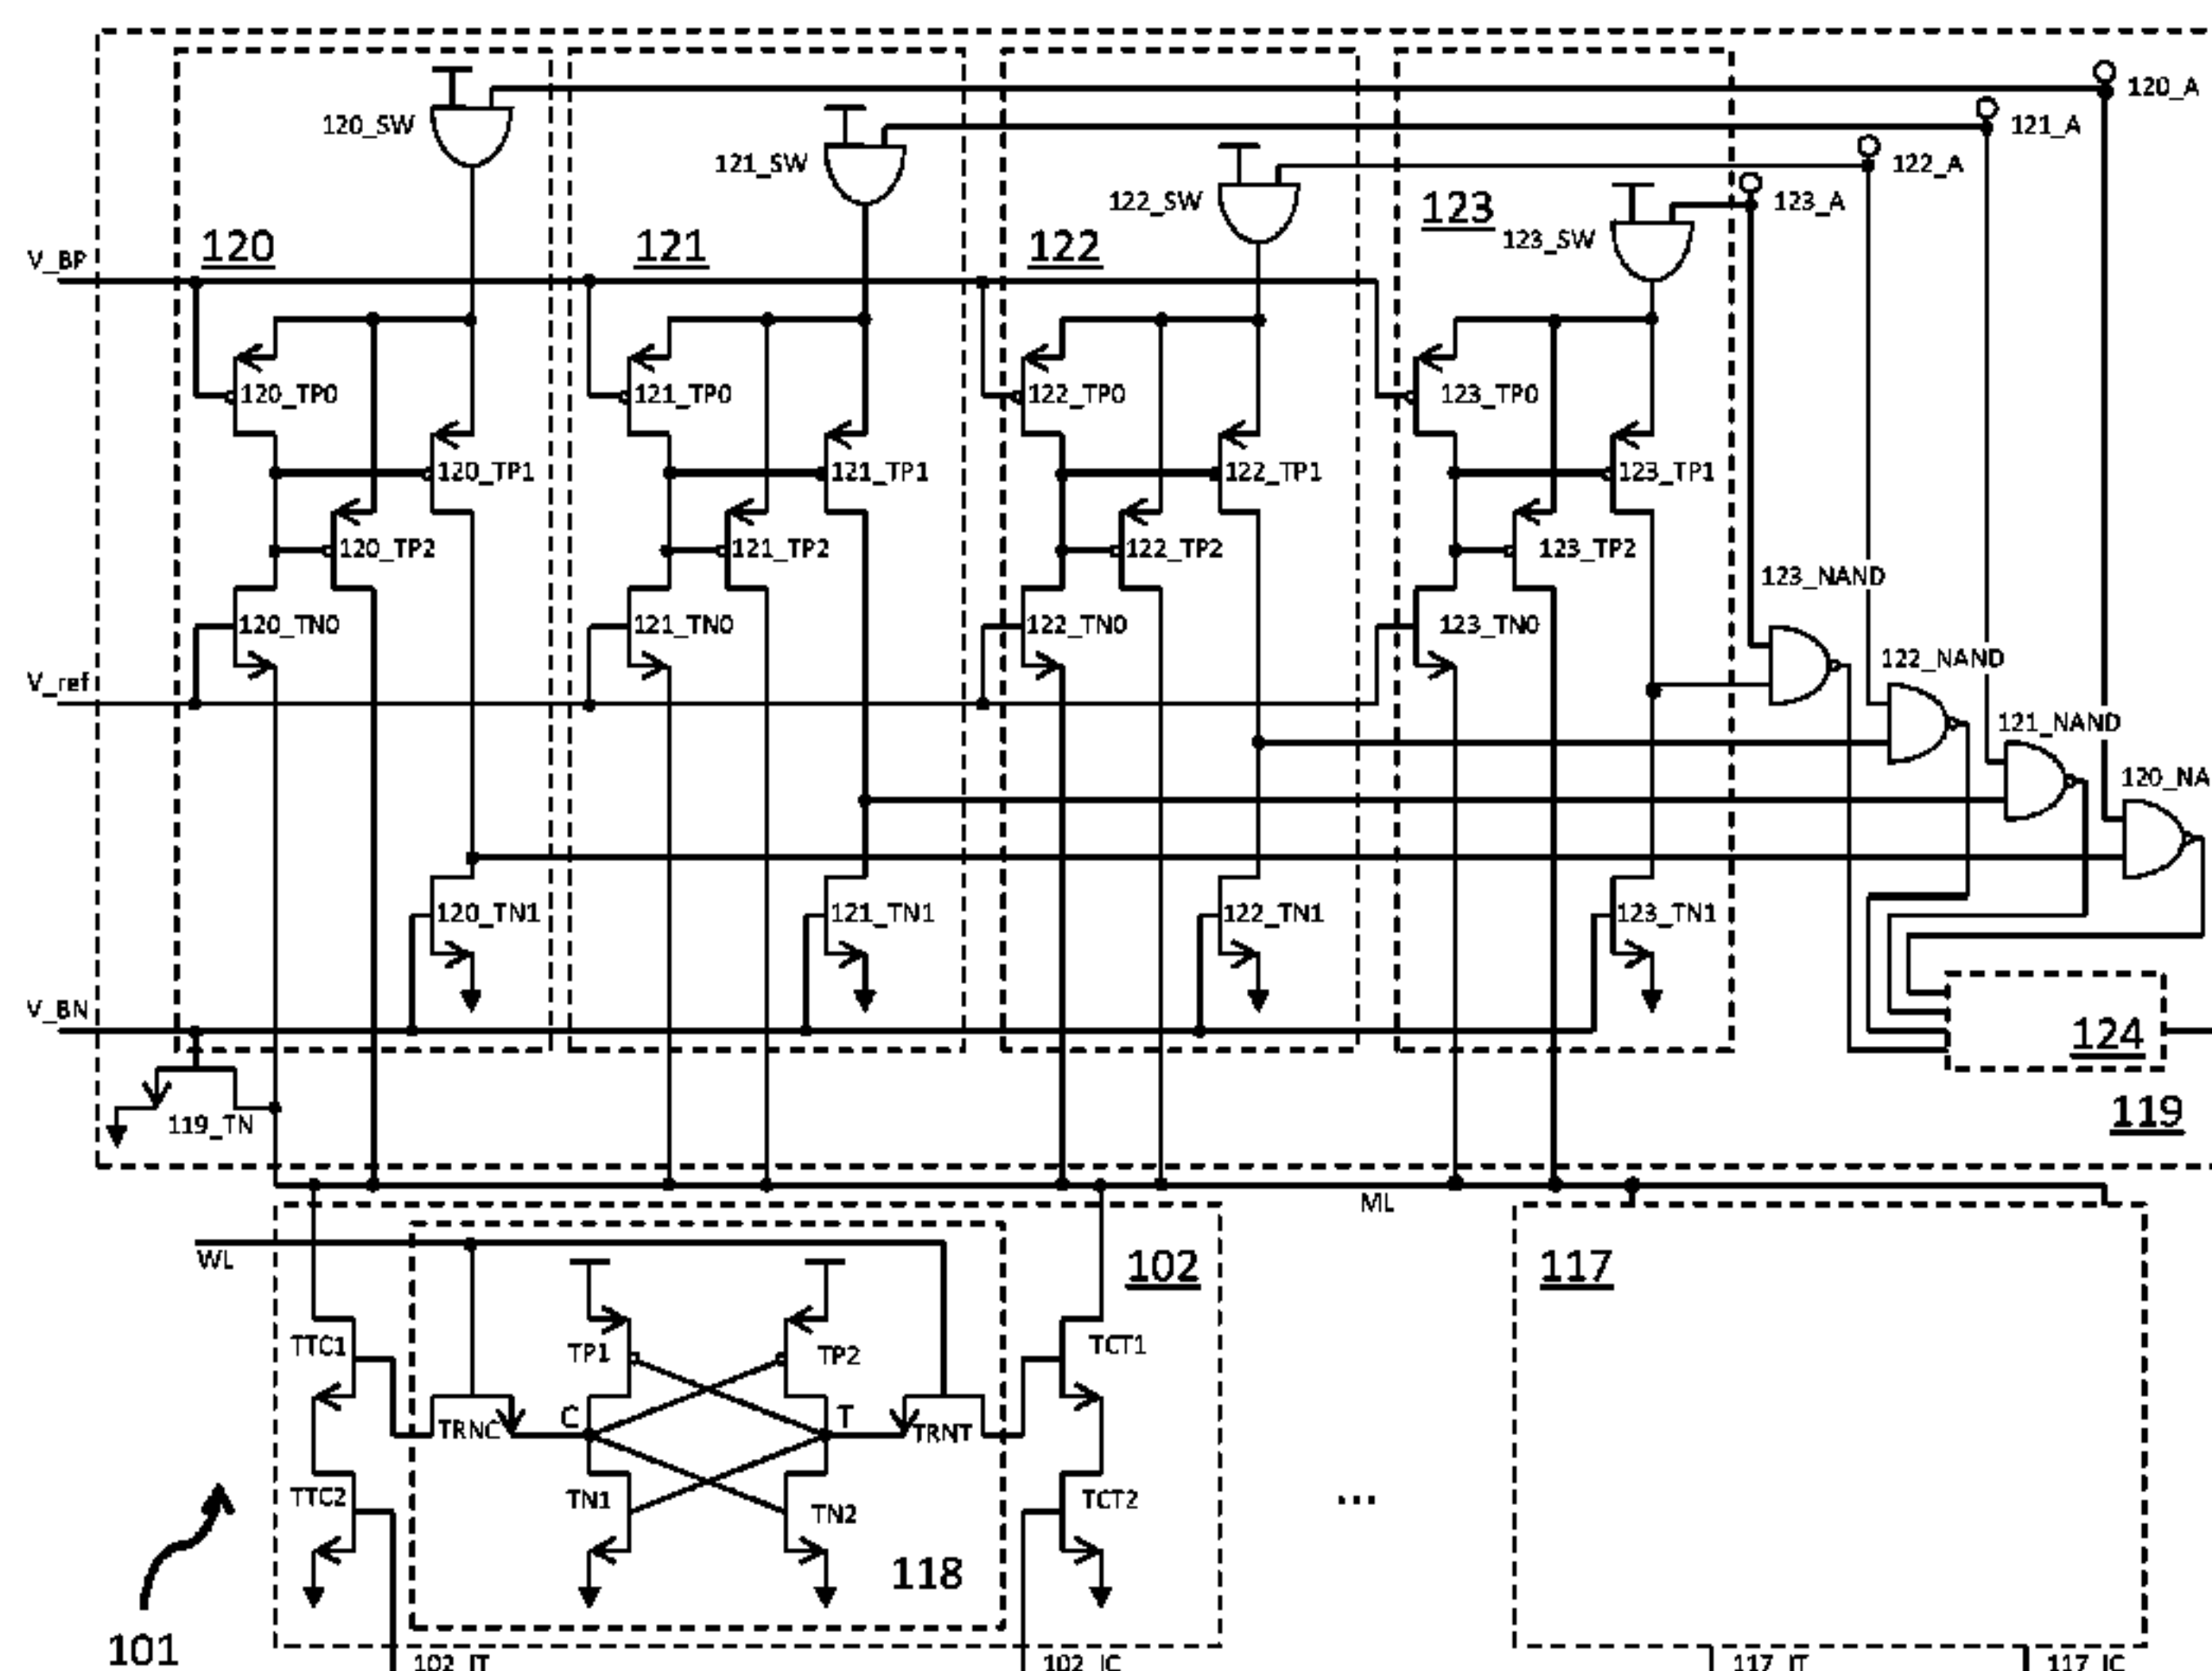 120_SW
120_A
121_SW
121_A
122_SW
122_A
123_SW
123_A
120
121
122
123
V_BP
120_TP0
121_TP0
122_TP0
123_TP0
120_TP1
121_TP1
122_TP1
123_TP1
120_TP2
121_TP2
122_TP2
123_TP2
123_NAND
120_TN0
121_TN0
122_TN0
123_TN0
122_NAND
V_ref
121_NAND
120_NA
120_TN1
121_TN1
122_TN1
123_TN1
V_BN
124
119_TN
119
ML
WL
102
117
TTC1
TP1
TP2
TCT1
TRNC
C
T
TRNT
TTC2
TN1
TN2
TCT2
...
118
101
102_IT
102_IC
117_IT
117_IC